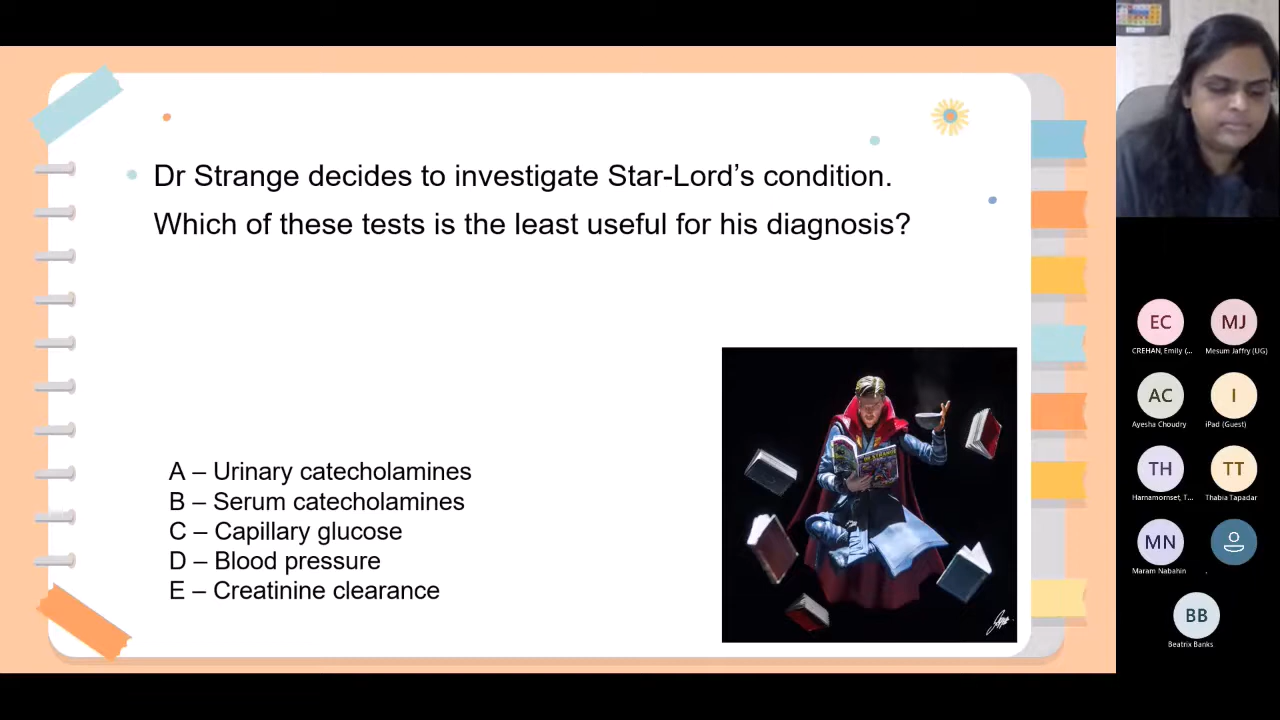 Dr Strange decides to investigate Star-Lord’s condition.
Which of these tests is the least useful for his diagnosis?
A – Urinary catecholamines
B – Serum catecholamines
C – Capillary glucose
D – Blood pressure
E – Creatinine clearance
EC
MJ
CREHAN, Emily (...
Mesum Jaffry (UG)
AC
I
Ayesha Choudry
iPad (Guest)
TH
TT
Harnamornset, T...
Thabia Tapadar
MN
Maram Nabahin
.
BB
Beatrix Banks